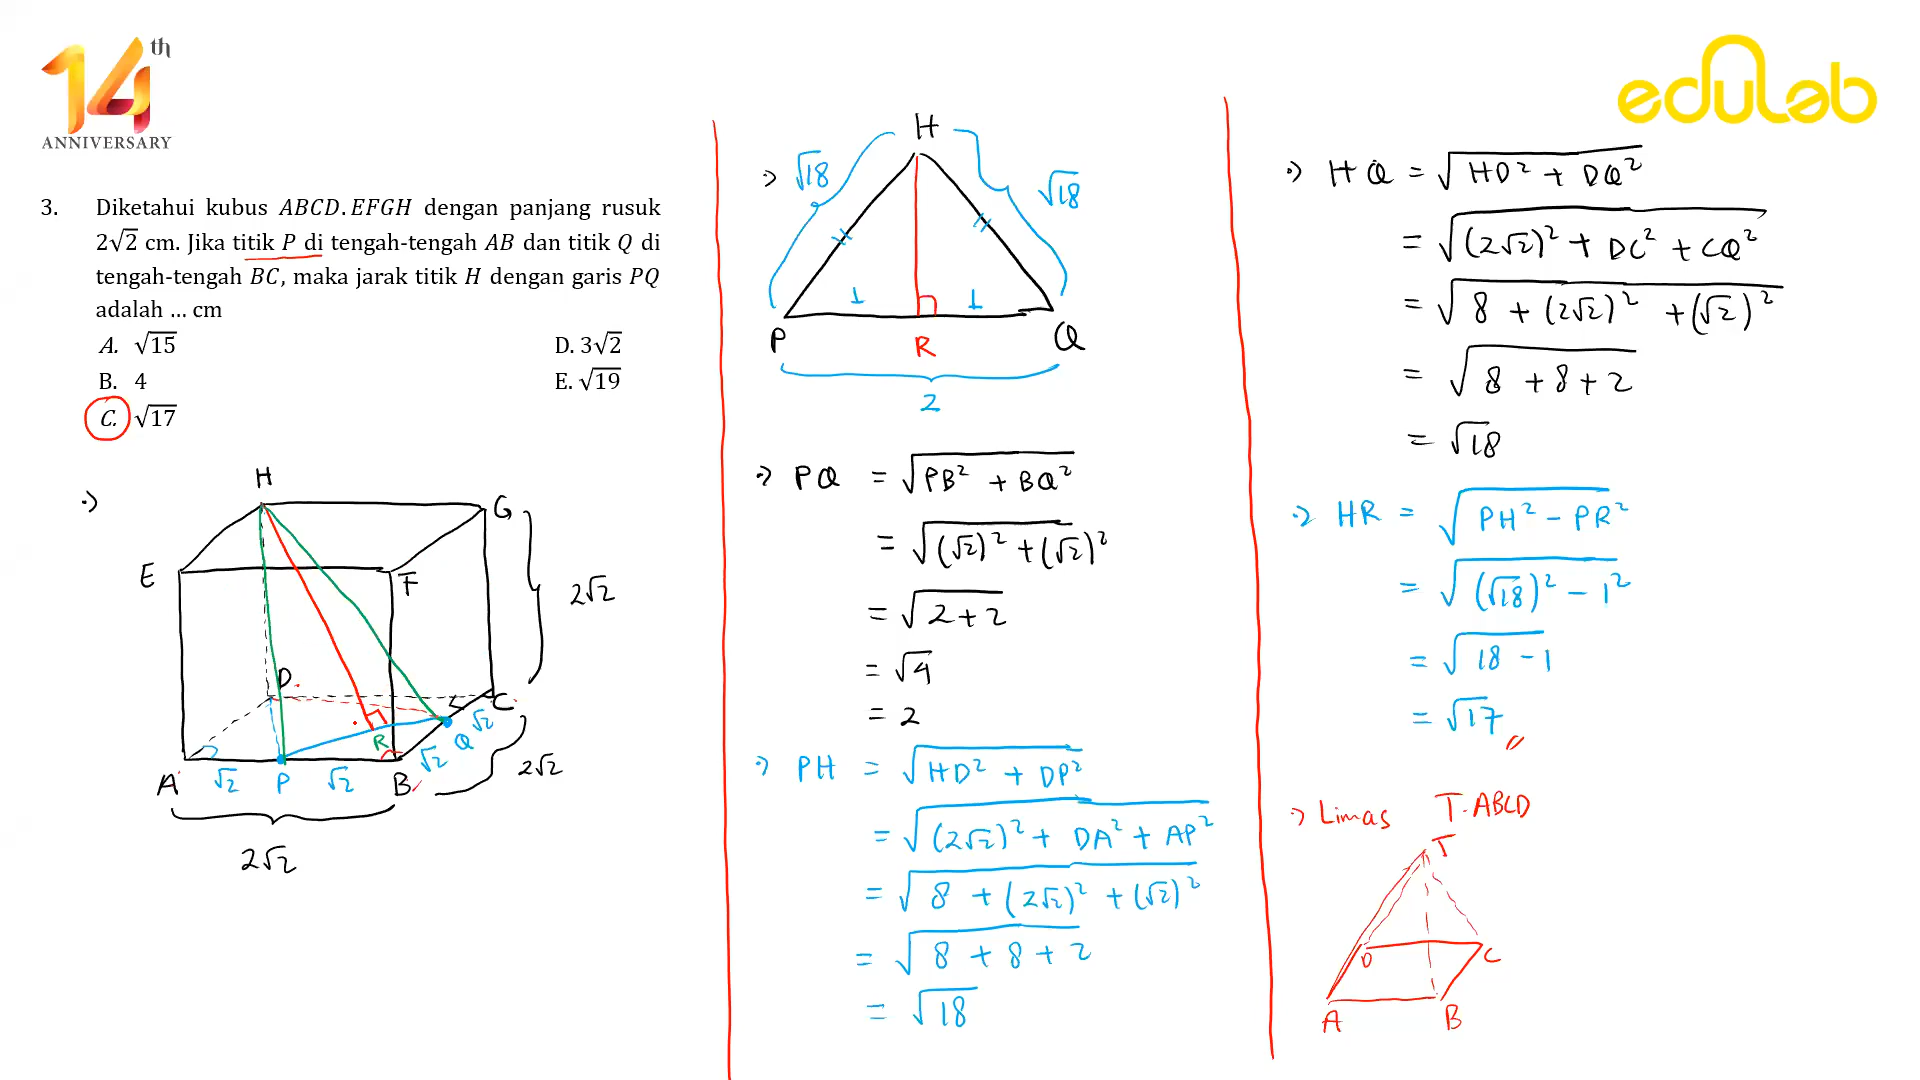 14th
ANNIVERSARY
edulab
3. Diketahui kubus ABCD.EFGH dengan panjang rusuk
2√2 cm. Jika titik P di tengah-tengah AB dan titik Q di
tengah-tengah BC, maka jarak titik H dengan garis PQ
adalah ... cm
A. √15
D. 3√2
B. 4
E. √19
C. √17
H
G
E
F
2√2
D
C
√2
Q
R
√2
A
√2
P
√2
B
2√2
2√2
H
√18
√18
1
1
P
R
Q
2
PQ = √(PB² + BQ²)
= √((√2)² + (√2)²)
= √(2+2)
= √4
= 2
PH = √(HD² + DP²)
= √((2√2)² + DA² + AP²)
= √(8 + (2√2)² + (√2)²)
= √(8 + 8 + 2)
= √18
HQ = √(HD² + DQ²)
= √((2√2)² + DC² + CQ²)
= √(8 + (2√2)² + (√2)²)
= √(8 + 8 + 2)
= √18
HR = √(PH² - PR²)
= √((√18)² - 1²)
= √(18 - 1)
= √17
Limas T.ABCD
T
D
C
A
B